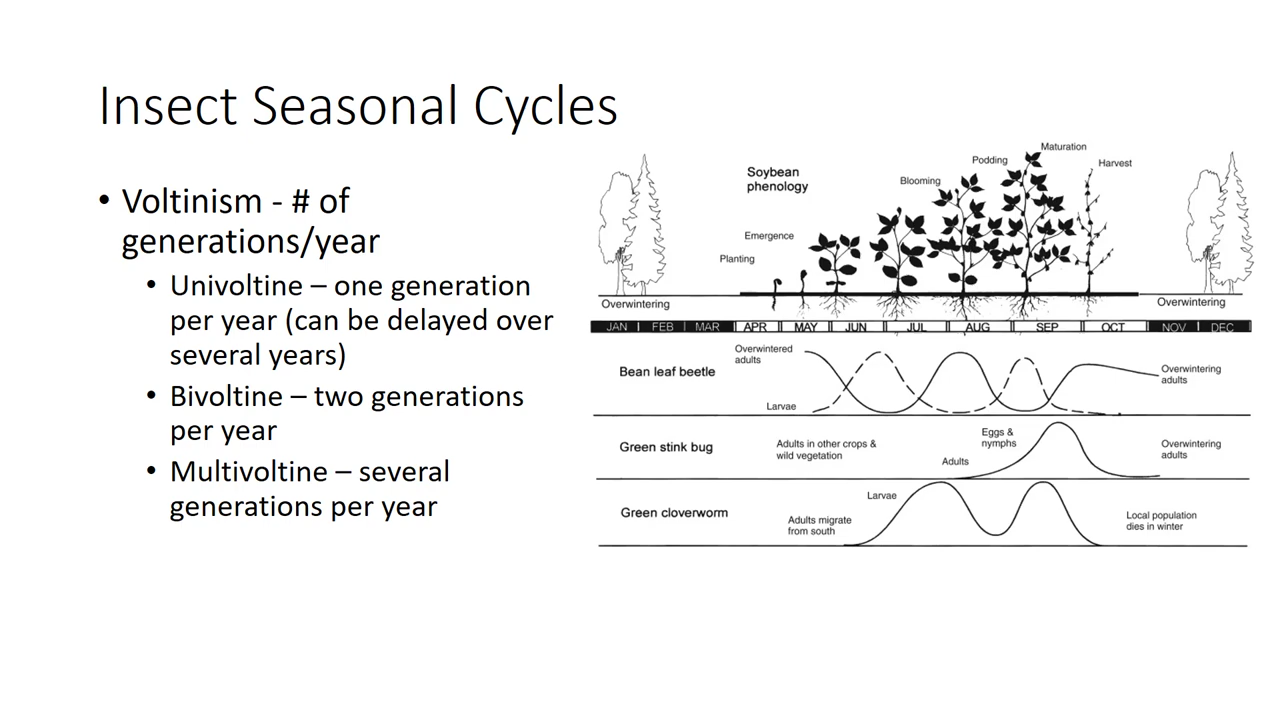 Insect Seasonal Cycles
• Voltinism - # of
generations/year
• Univoltine – one generation
per year (can be delayed over
several years)
• Bivoltine – two generations
per year
• Multivoltine – several
generations per year
Soybean
phenology
Planting
Emergence
Blooming
Podding
Maturation
Harvest
Overwintering
Overwintering
JAN FEB MAR APR MAY JUN JUL AUG SEP OCT NOV DEC
Bean leaf beetle
Overwintered
adults
Larvae
Overwintering
adults
Green stink bug
Adults in other crops &
wild vegetation
Adults
Eggs &
nymphs
Overwintering
adults
Green cloverworm
Adults migrate
from south
Larvae
Local population
dies in winter